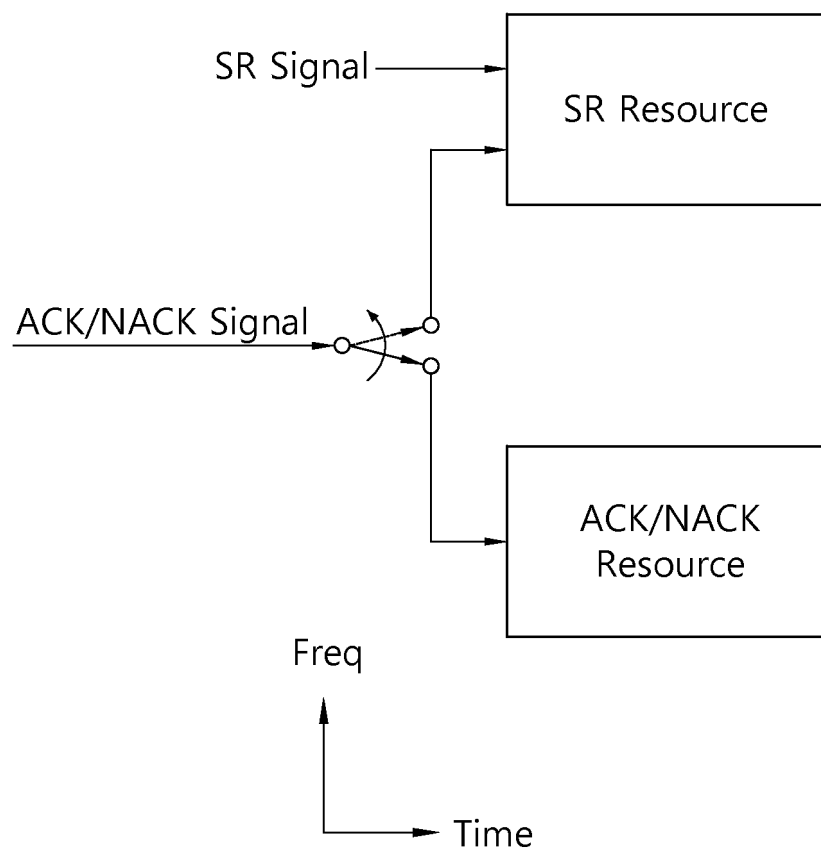 SR Signal
SR Resource
ACK/NACK Signal
ACK/NACK
Resource
Freq
Time